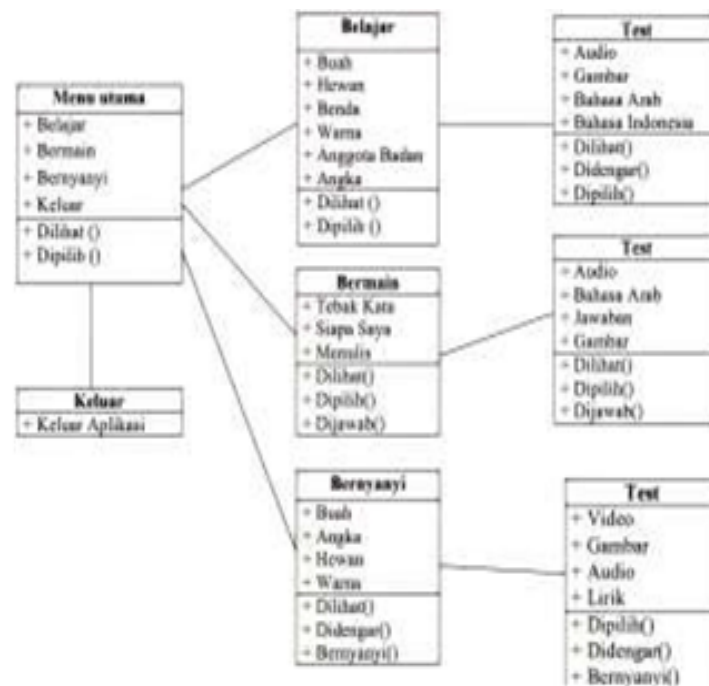 Menu utama
+ Belajar
+ Bermain
+ Bernyanyi
+ Keluar
+ Dilihat ()
+ Dipilih ()
Keluar
+ Keluar Aplikasi
Belajar
+ Buah
+ Hewan
+ Benda
+ Warna
+ Anggota Badan
+ Angka
+ Dilihat ()
+ Dipilih ()
Bermain
+ Tebak Kata
+ Siapa Saya
+ Menulis
+ Dilihat()
+ Dipilih()
+ Dijawab()
Bernyanyi
+ Buah
+ Angka
+ Hewan
+ Warna
+ Dilihat()
+ Didengar()
+ Bernyanyi()
Test
+ Audio
+ Gambar
+ Bahasa Arab
+ Bahasa Indonesia
+ Dilihat()
+ Didengar()
+ Dipilih()
Test
+ Audio
+ Bahasa Arab
+ Jawaban
+ Gambar
+ Dilihat()
+ Dipilih()
+ Dijawab()
Test
+ Video
+ Gambar
+ Audio
+ Lirik
+ Dipilih()
+ Didengar()
+ Bernyanyi()